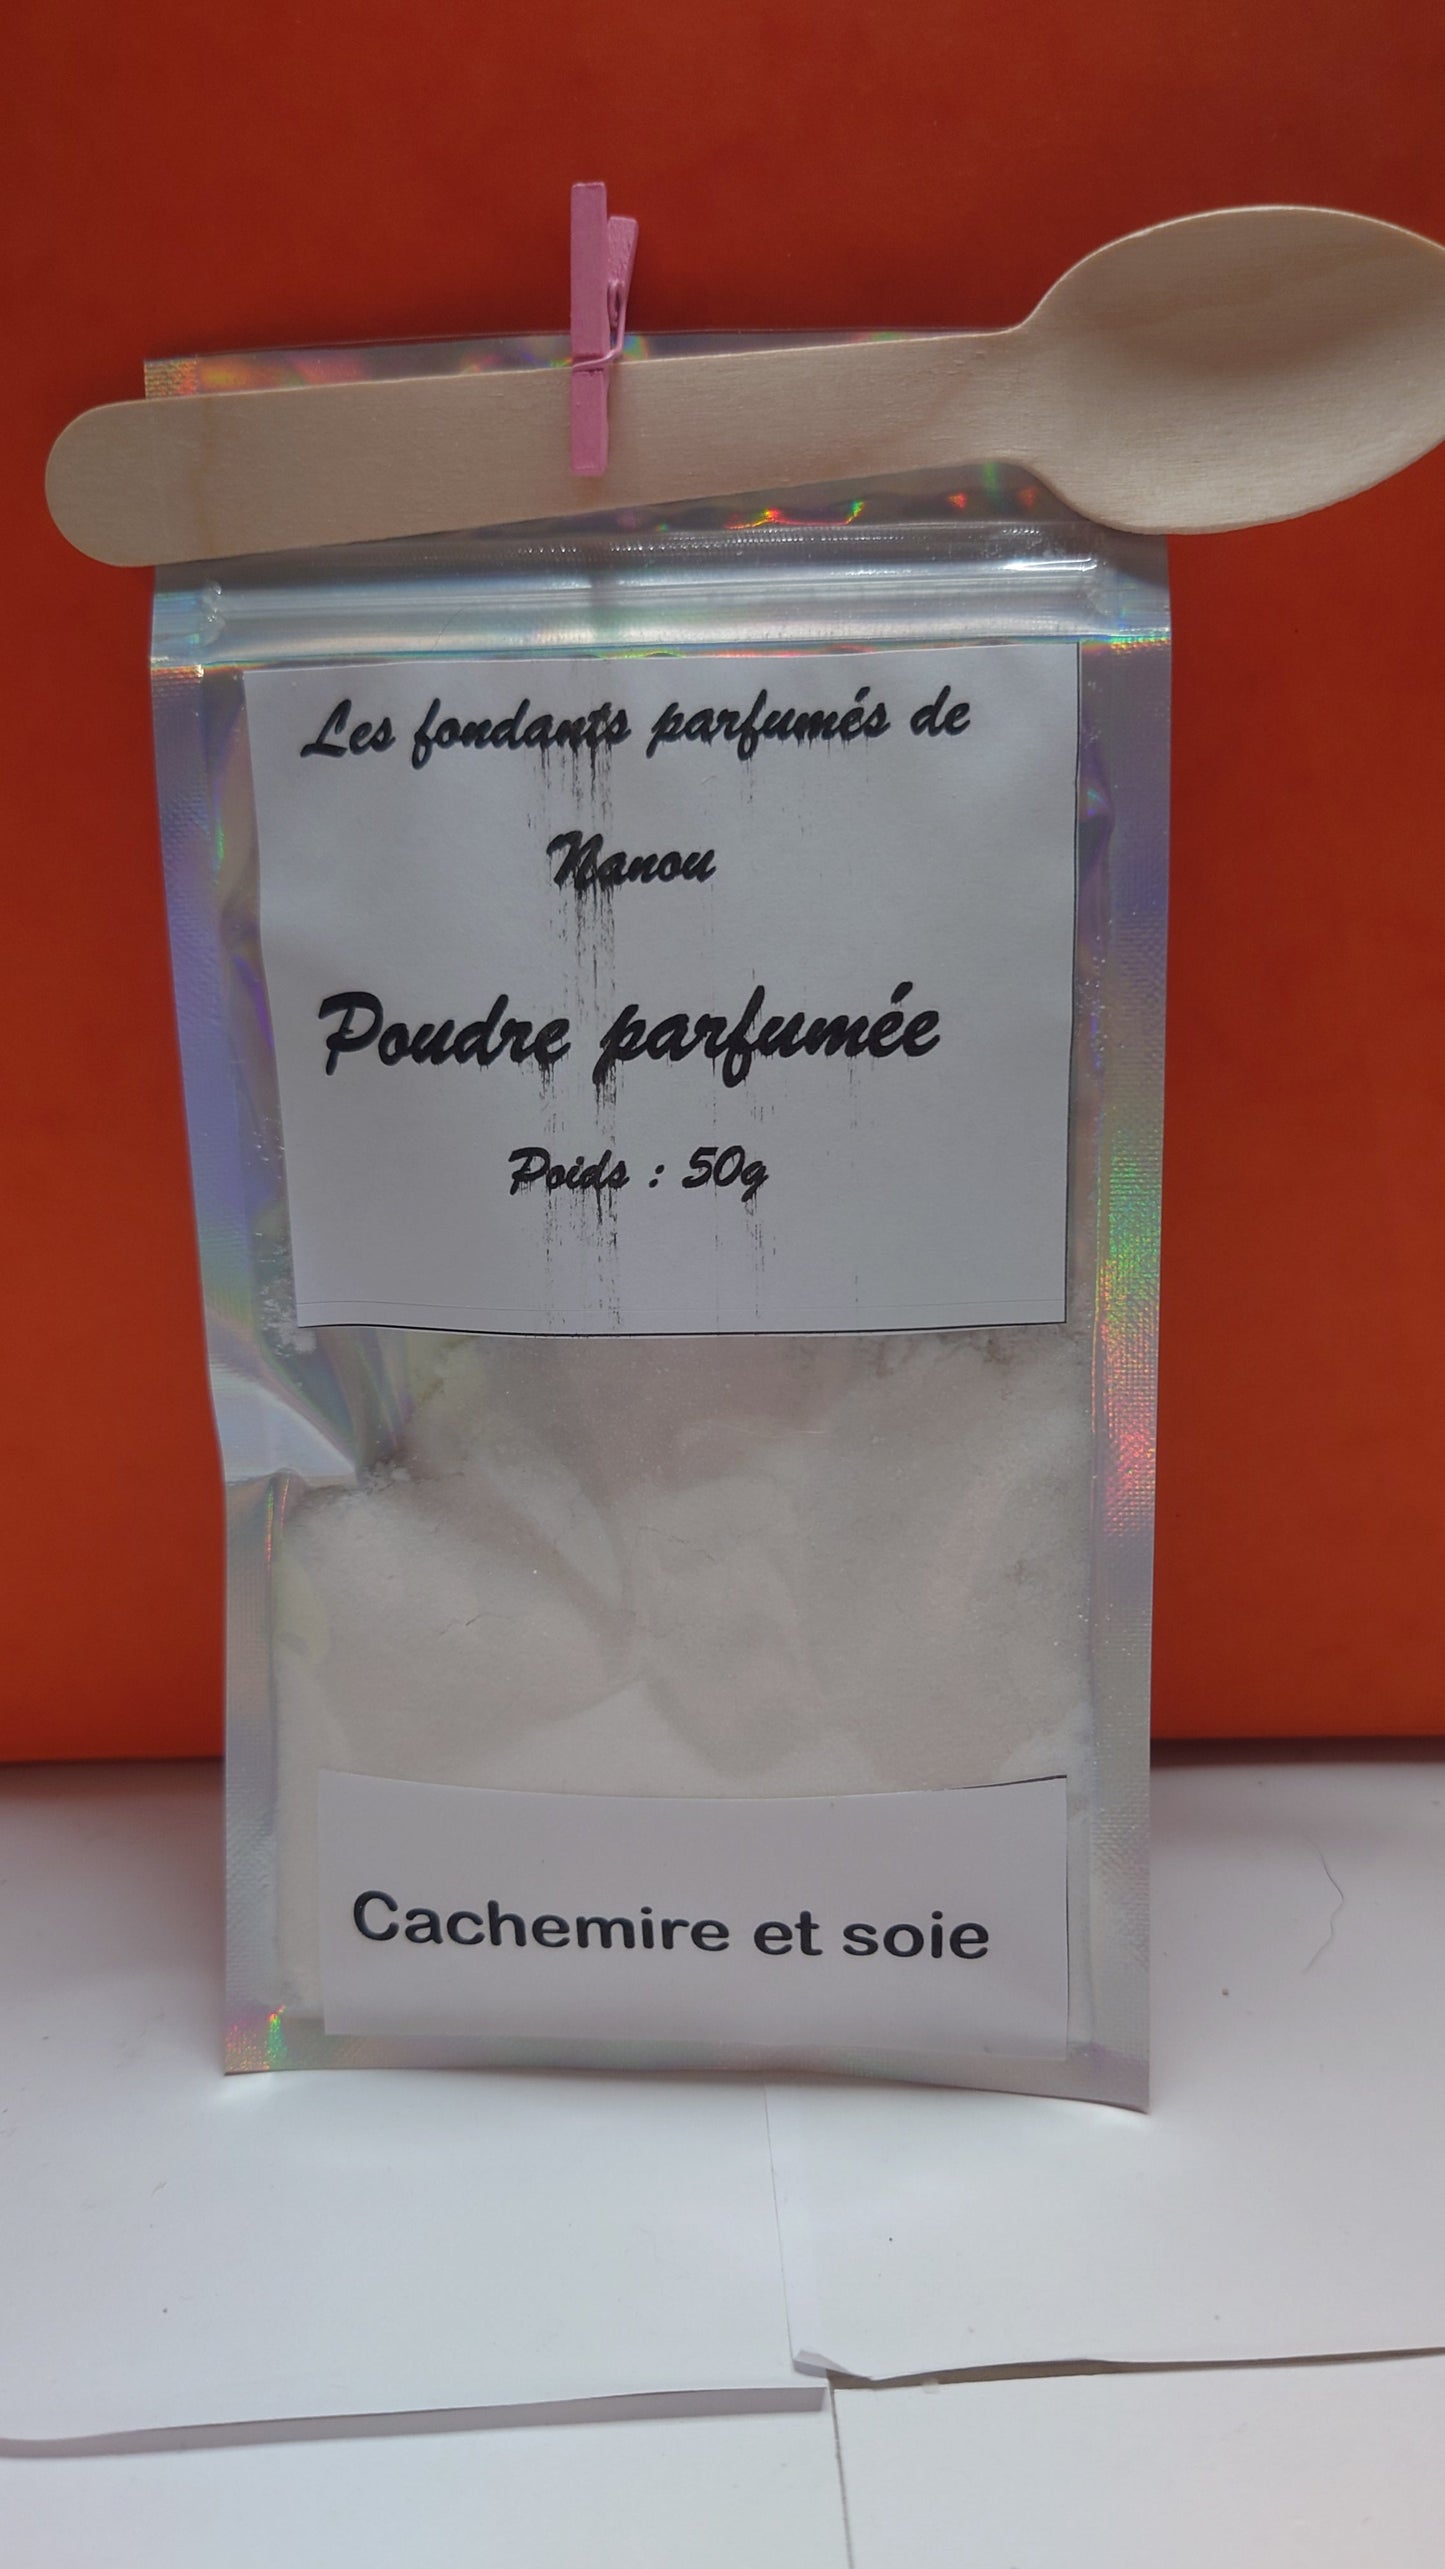 Les fondants parfumés de
Nanou
Poudre parfumée
Poids : 50g
Cachemire et soie